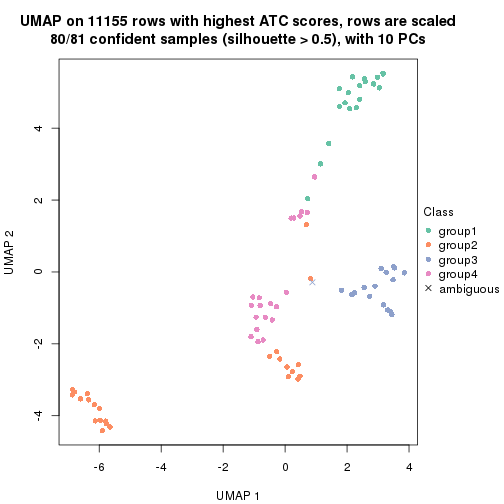 UMAP on 11155 rows with highest ATC scores, rows are scaled
80/81 confident samples (silhouette > 0.5), with 10 PCs
4
2
0
-2
-4
UMAP 2
-6
-4
-2
0
2
4
UMAP 1
Class
group1
group2
group3
group4
ambiguous